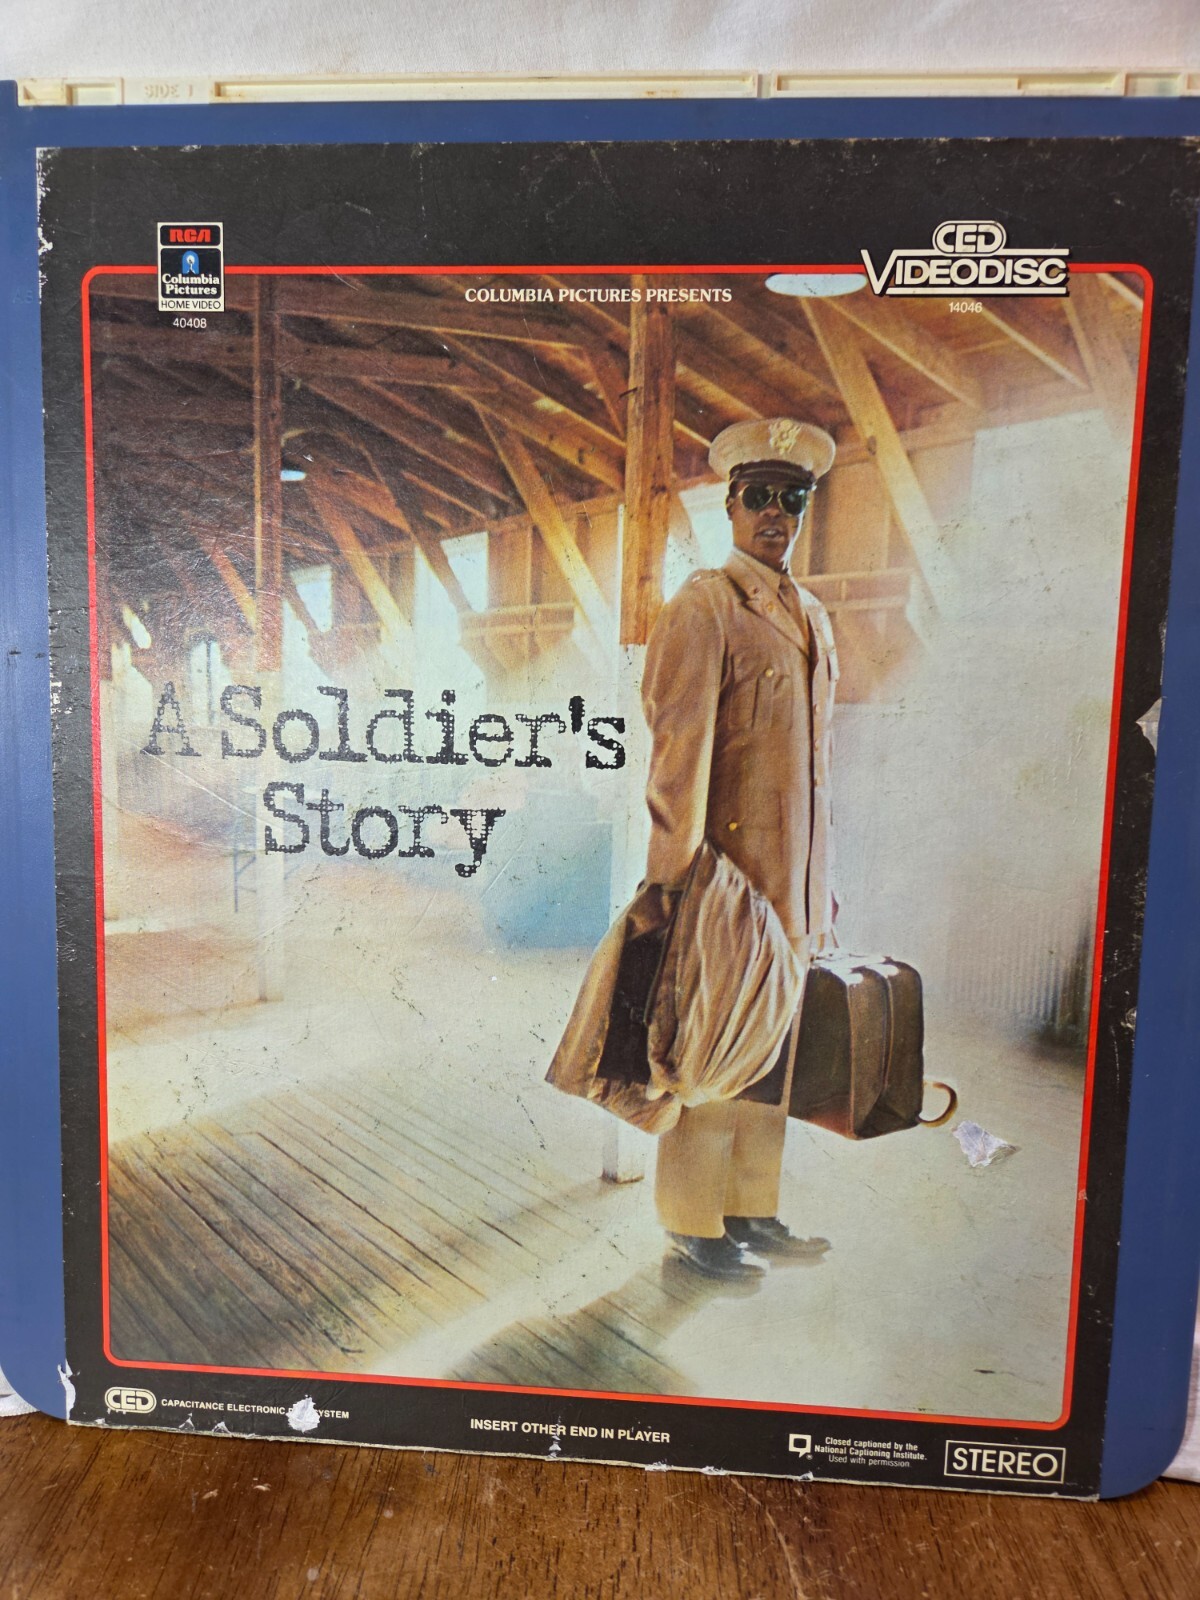 SIDE 1
RCA
Columbia
Pictures
HOME VIDEO
40408
COLUMBIA PICTURES PRESENTS
CED
VIDEODISC
14046
A Soldier's
Story
CED CAPACITANCE ELECTRONIC SYSTEM
INSERT OTHER END IN PLAYER
Closed captioned by the
National Captioning Institute.
Used with permission
STEREO